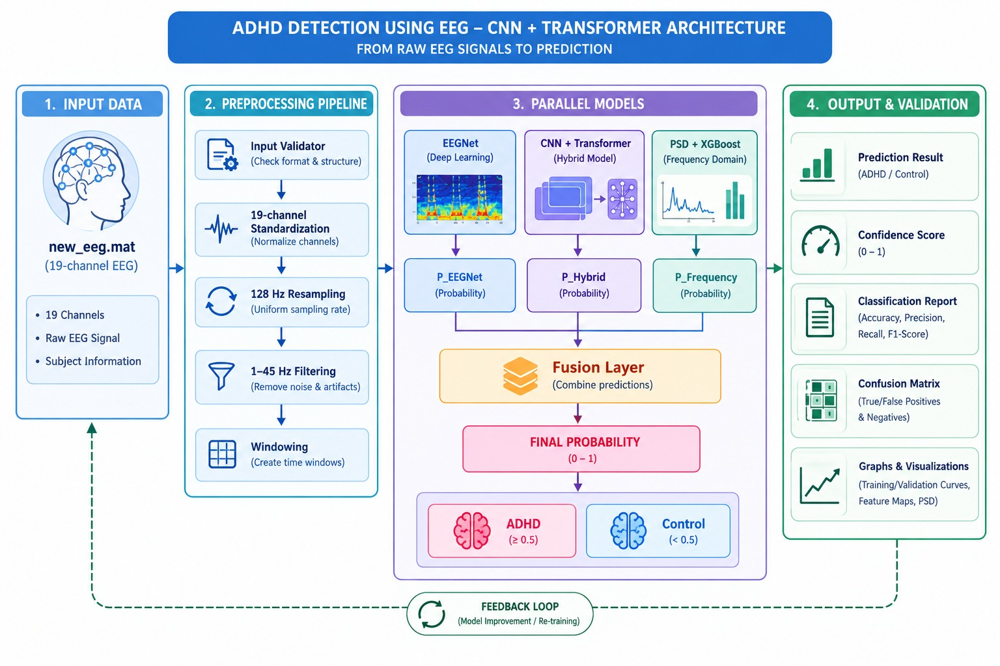 ADHD DETECTION USING EEG – CNN + TRANSFORMER ARCHITECTURE
FROM RAW EEG SIGNALS TO PREDICTION
1. INPUT DATA
new_eeg.mat
(19-channel EEG)
• 19 Channels
• Raw EEG Signal
• Subject Information
2. PREPROCESSING PIPELINE
Input Validator
(Check format & structure)
19-channel
Standardization
(Normalize channels)
128 Hz Resampling
(Uniform sampling rate)
1–45 Hz Filtering
(Remove noise & artifacts)
Windowing
(Create time windows)
3. PARALLEL MODELS
EEGNet
(Deep Learning)
CNN + Transformer
(Hybrid Model)
PSD + XGBoost
(Frequency Domain)
P_EEGNet
(Probability)
P_Hybrid
(Probability)
P_Frequency
(Probability)
Fusion Layer
(Combine predictions)
FINAL PROBABILITY
(0 – 1)
ADHD
(≥ 0.5)
Control
(< 0.5)
4. OUTPUT & VALIDATION
Prediction Result
(ADHD / Control)
Confidence Score
(0 – 1)
Classification Report
(Accuracy, Precision,
Recall, F1-Score)
Confusion Matrix
(True/False Positives
& Negatives)
Graphs & Visualizations
(Training/Validation Curves,
Feature Maps, PSD)
FEEDBACK LOOP
(Model Improvement / Re-training)